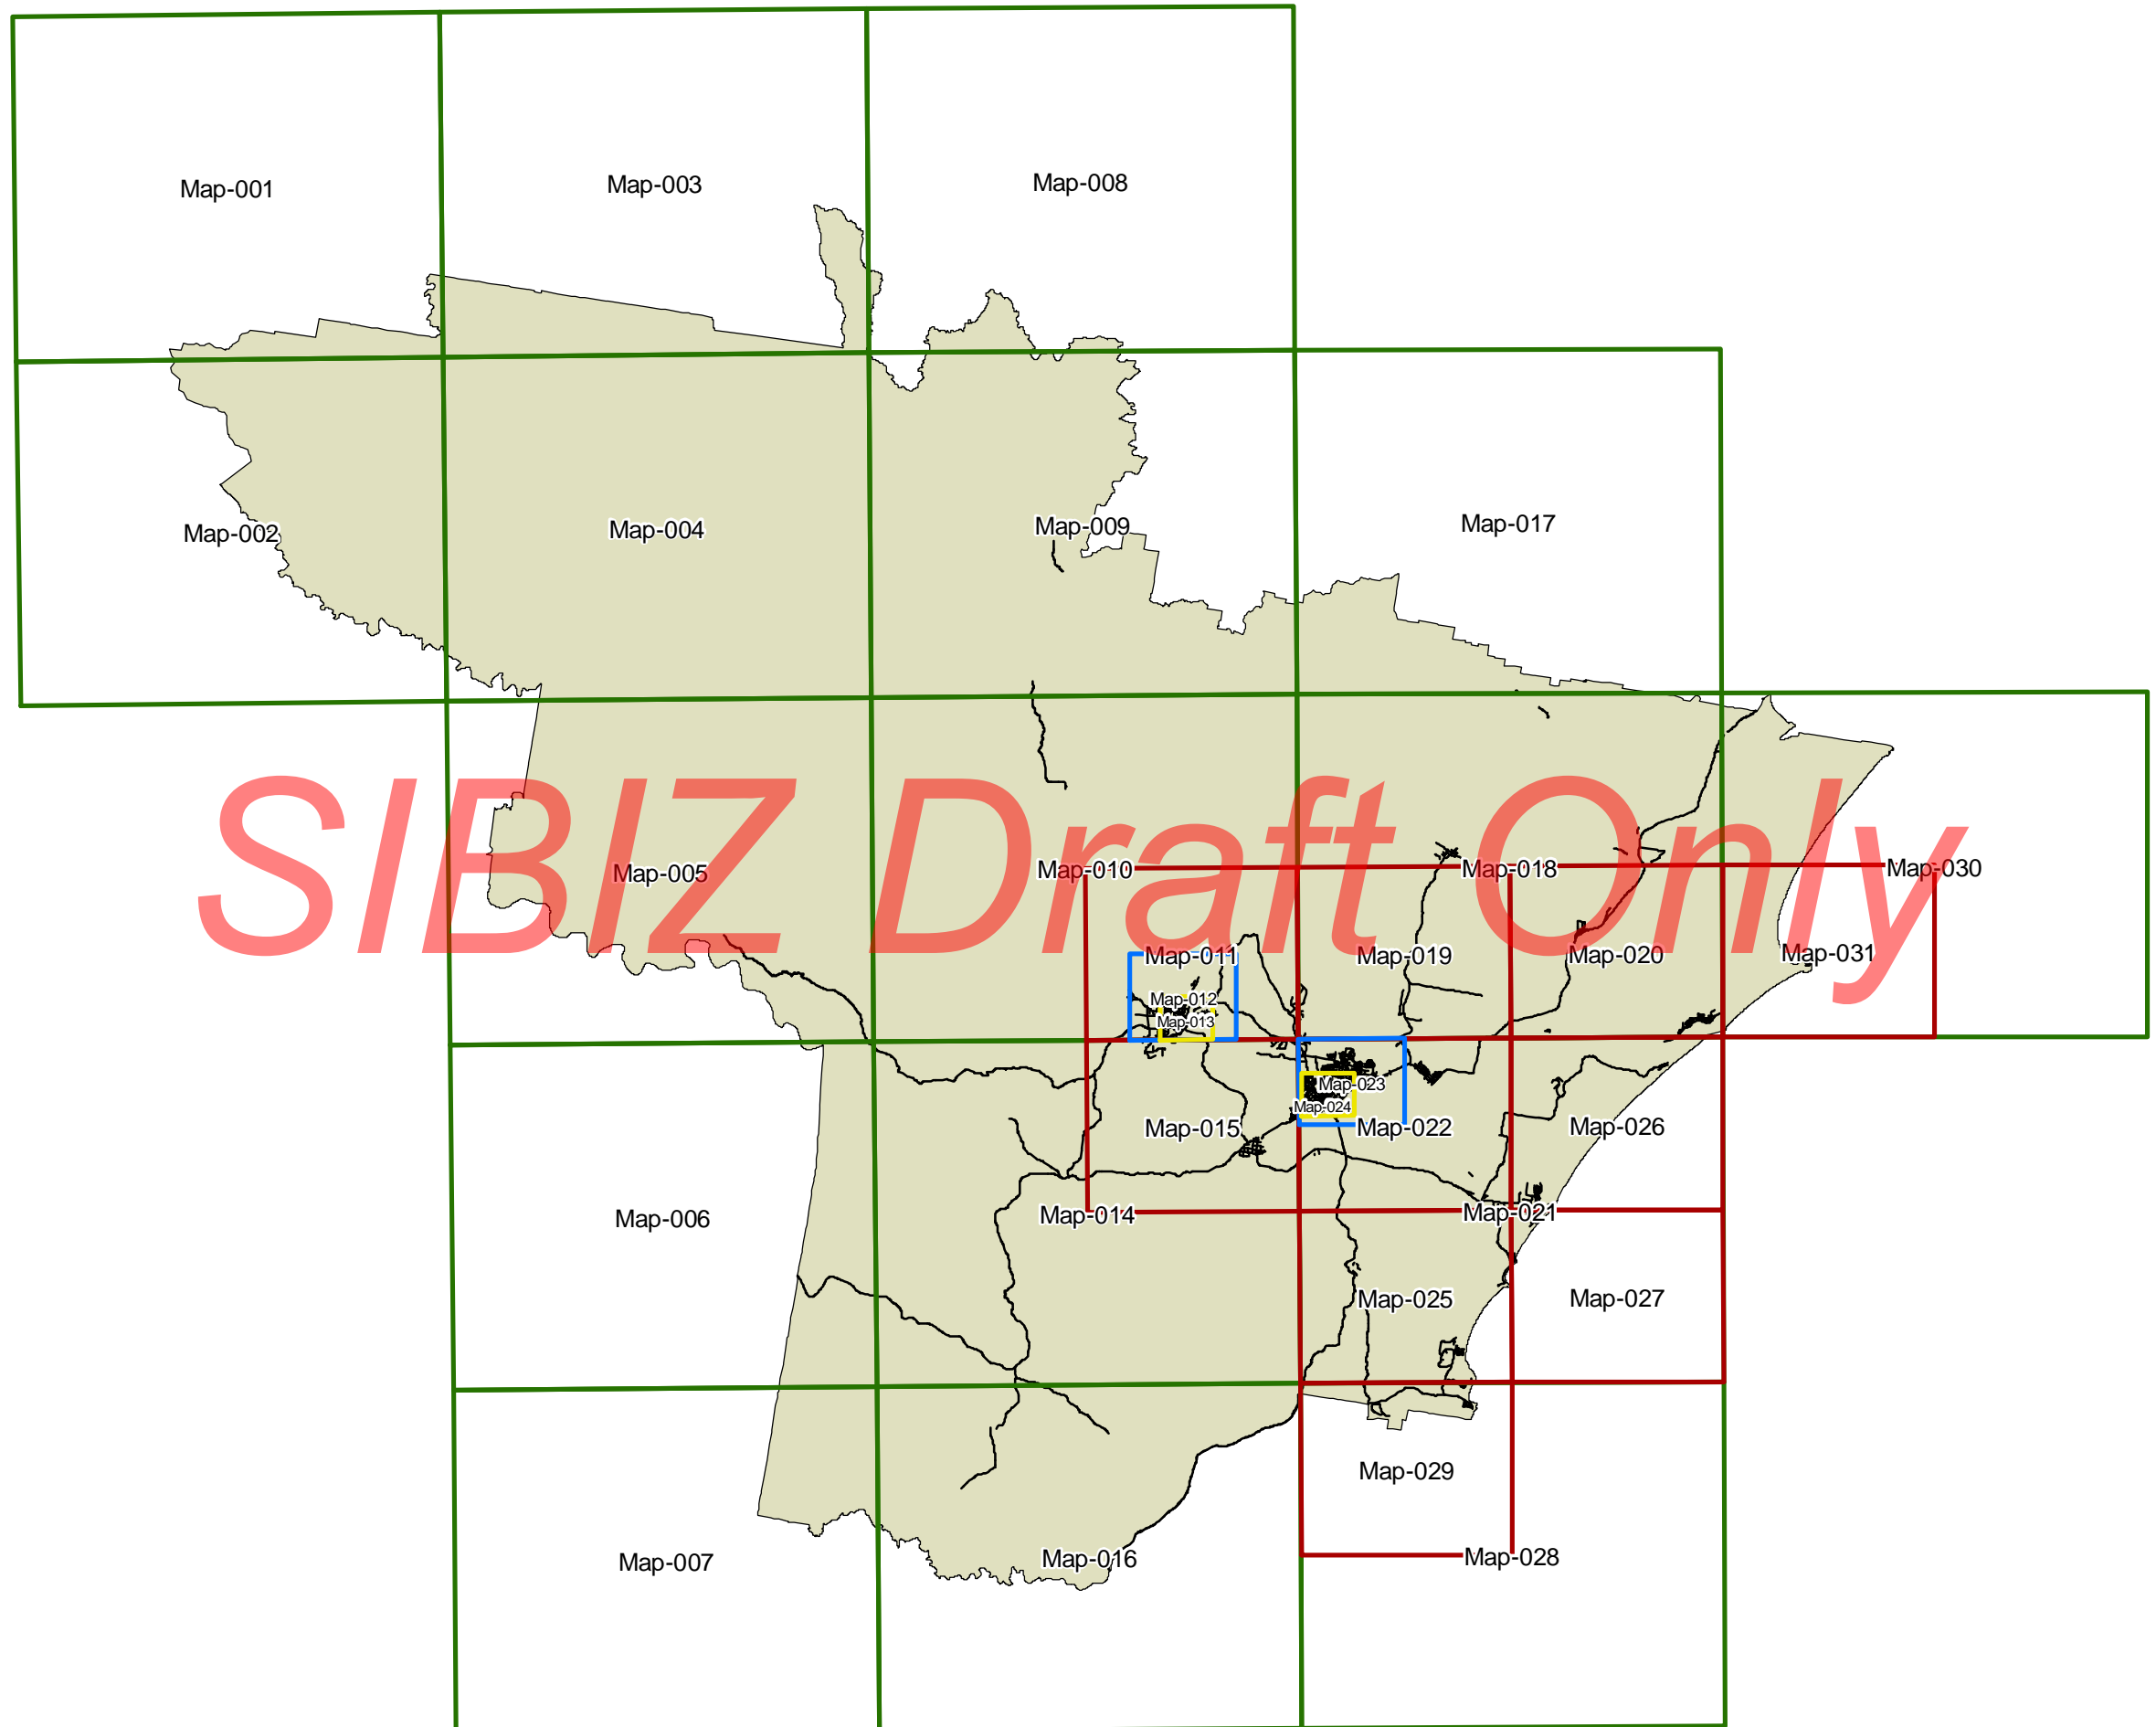 Map-001
Map-003
Map-008
Map-002
Map-004
Map-009
Map-017
SIBIZ Draft Only
Map-005
Map-010
Map-018
Map-030
Map-011
Map-019
Map-020
Map-031
Map-012
Map-013
Map-023
Map-024
Map-015
Map-022
Map-026
Map-006
Map-014
Map-021
Map-025
Map-027
Map-029
Map-007
Map-016
Map-028